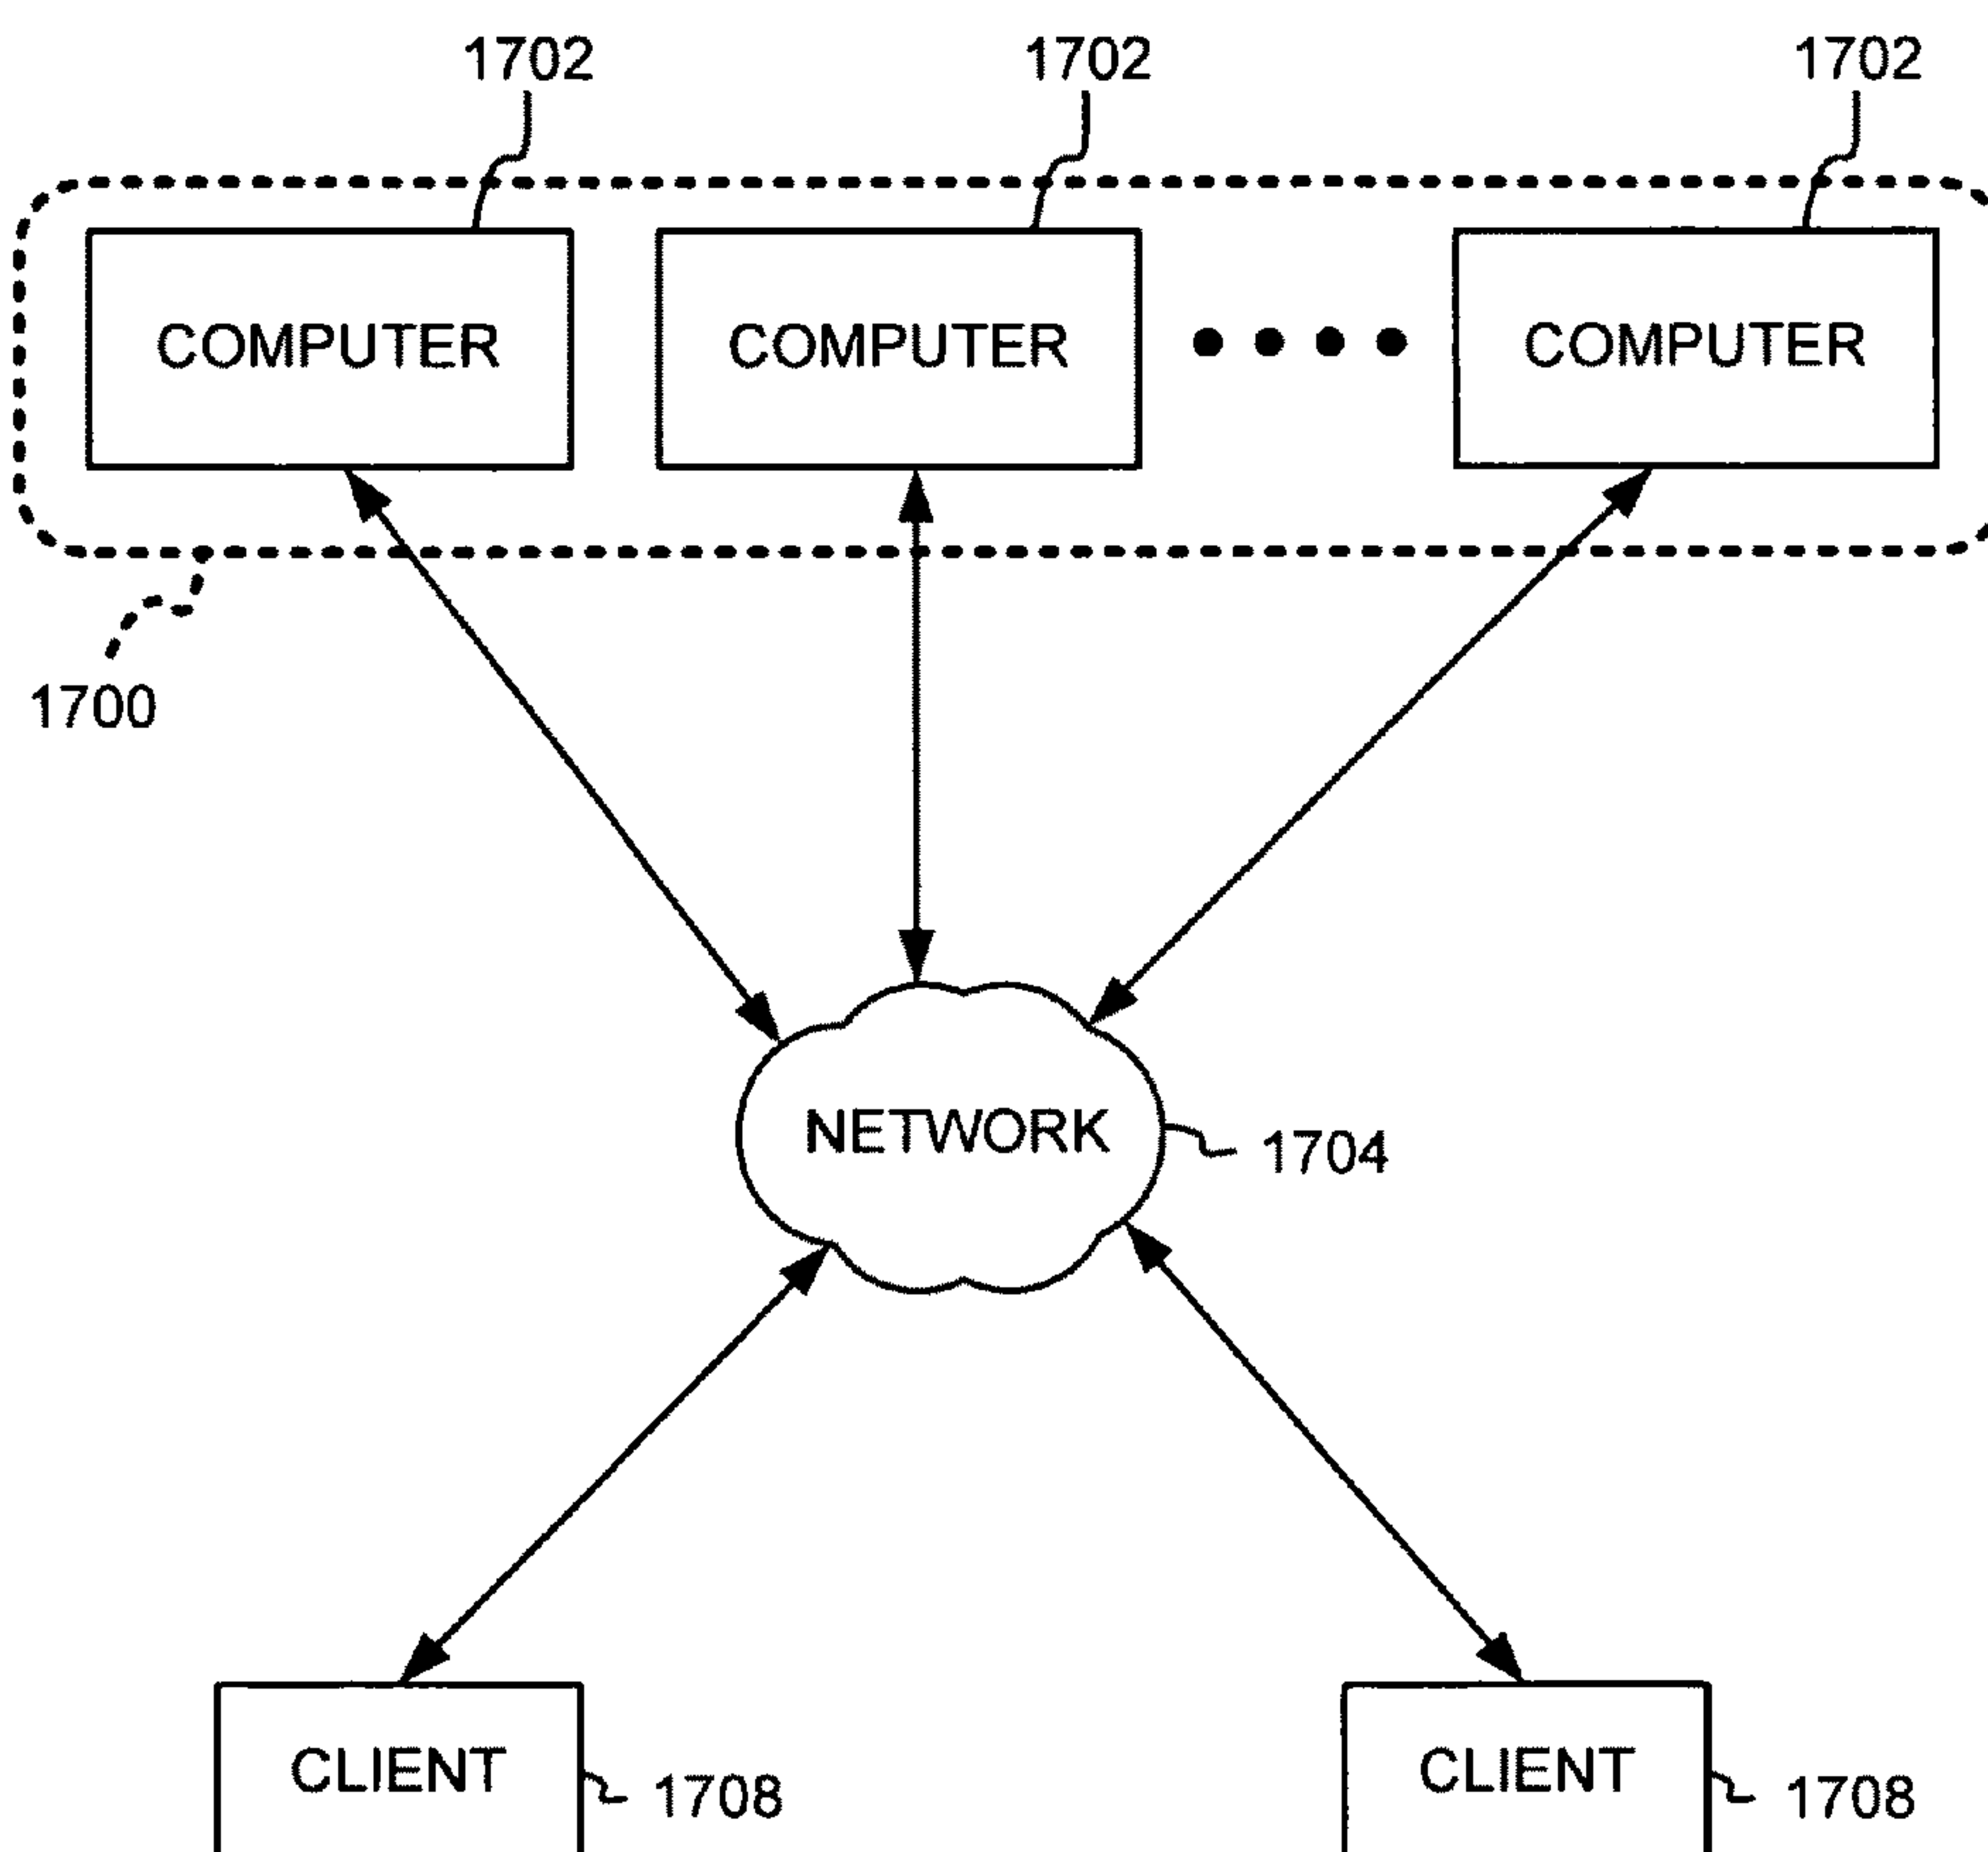 1702 1702 1702
COMPUTER COMPUTER COMPUTER
1700
NETWORK
1704
CLIENT 1708 CLIENT 1708